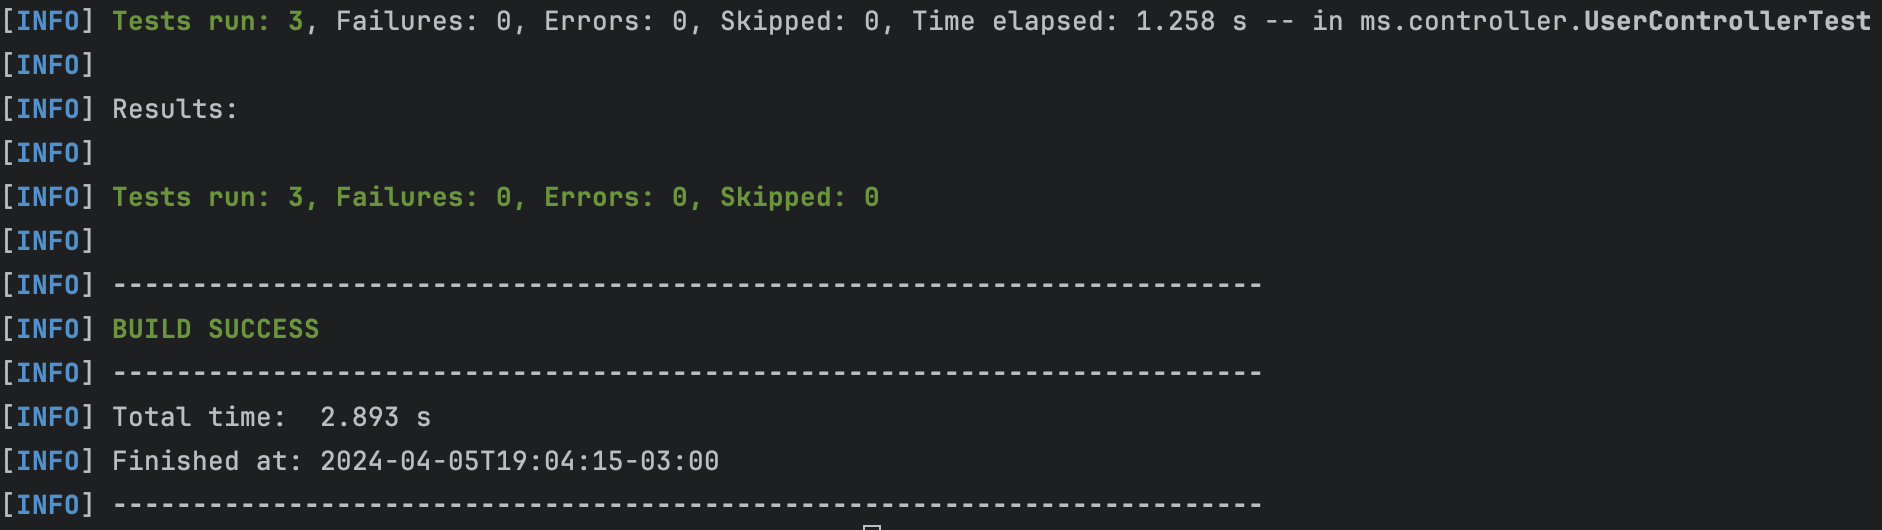 [INFO] Tests run: 3, Failures: 0, Errors: 0, Skipped: 0, Time elapsed: 1.258 s -- in ms.controller.UserControllerTest
[INFO]
[INFO] Results:
[INFO]
[INFO] Tests run: 3, Failures: 0, Errors: 0, Skipped: 0
[INFO]
[INFO] ------------------------------------------------------------------------
[INFO] BUILD SUCCESS
[INFO] ------------------------------------------------------------------------
[INFO] Total time:  2.893 s
[INFO] Finished at: 2024-04-05T19:04:15-03:00
[INFO] ------------------------------------------------------------------------